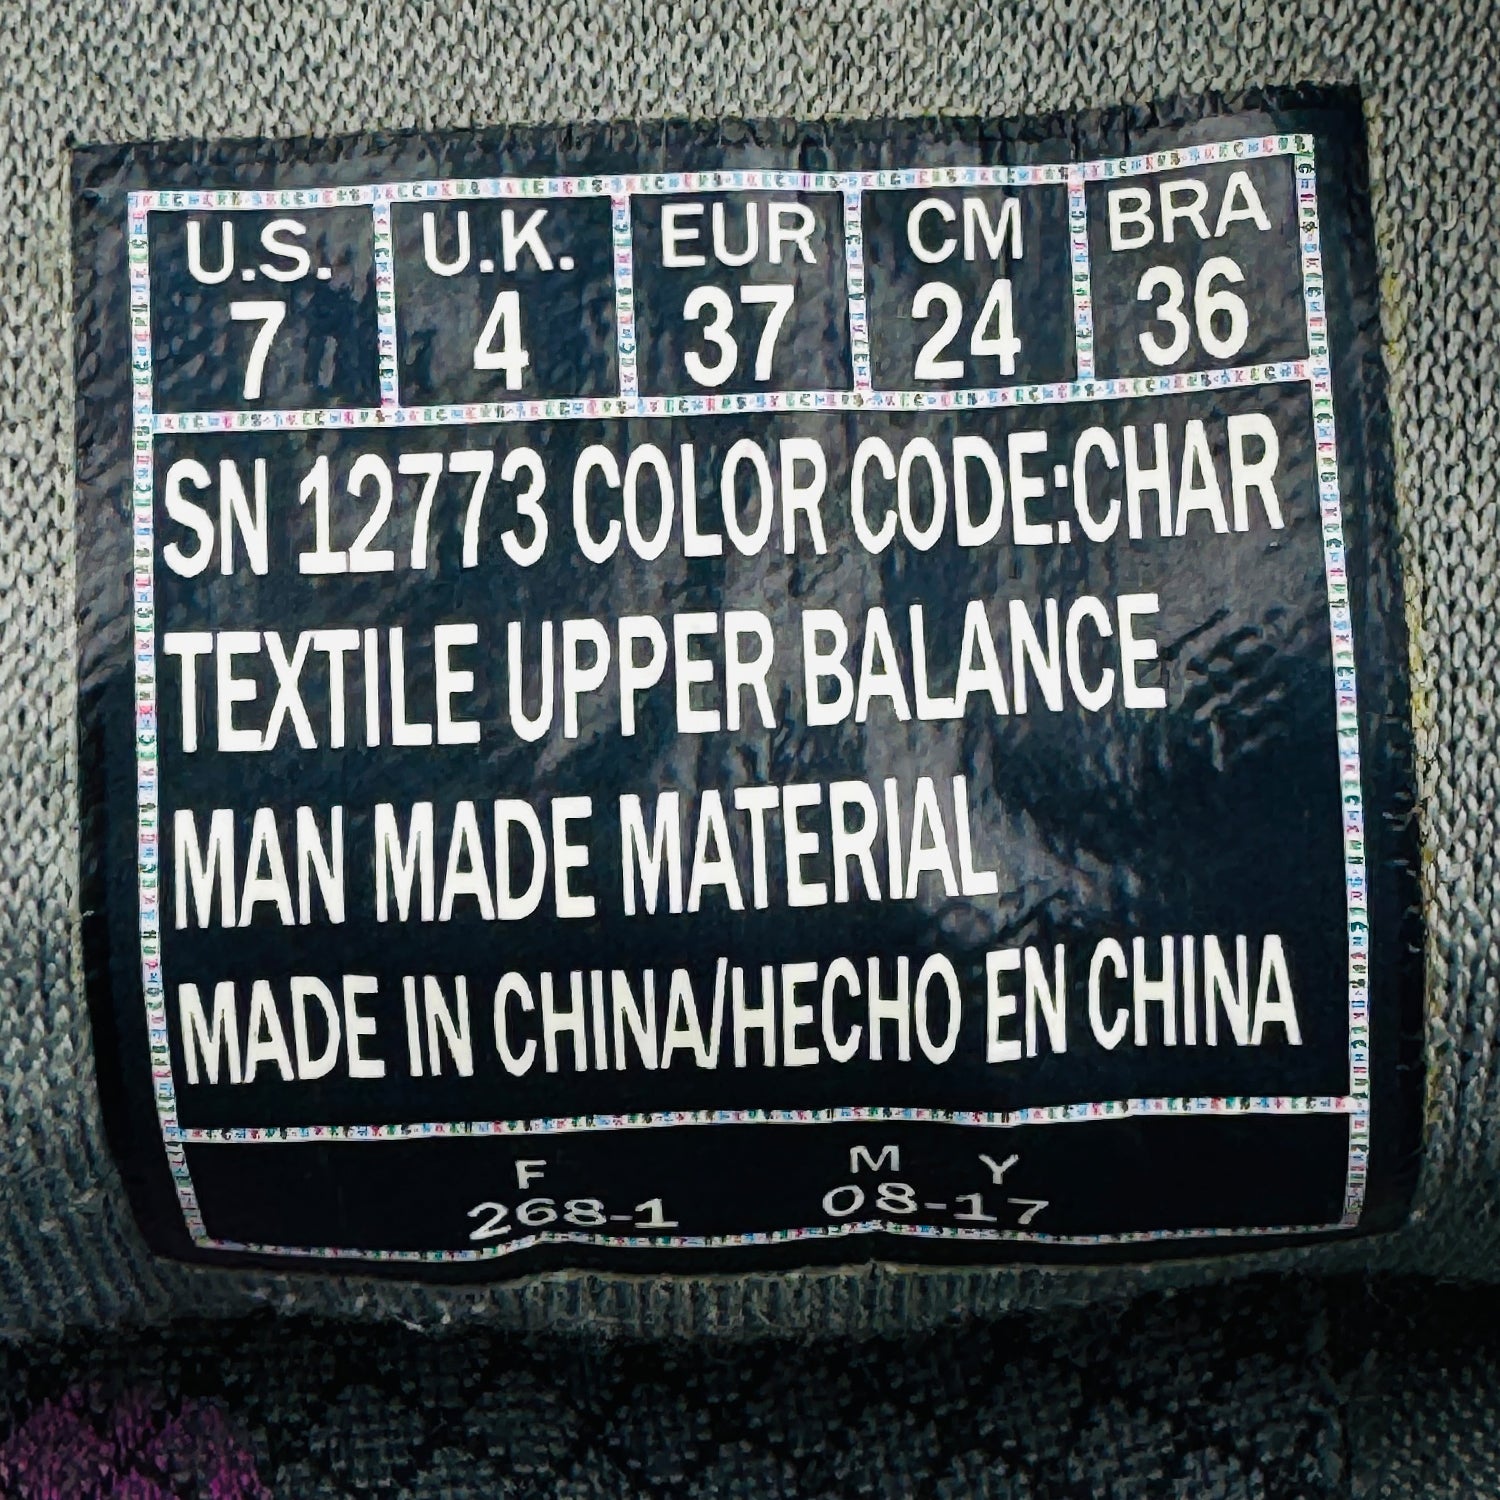 U.S. U.K. EUR CM BRA
7 4 37 24 36
SN 12773 COLOR CODE:CHAR
TEXTILE UPPER BALANCE
MAN MADE MATERIAL
MADE IN CHINA/HECHO EN CHINA
F M Y
268-1 08-17